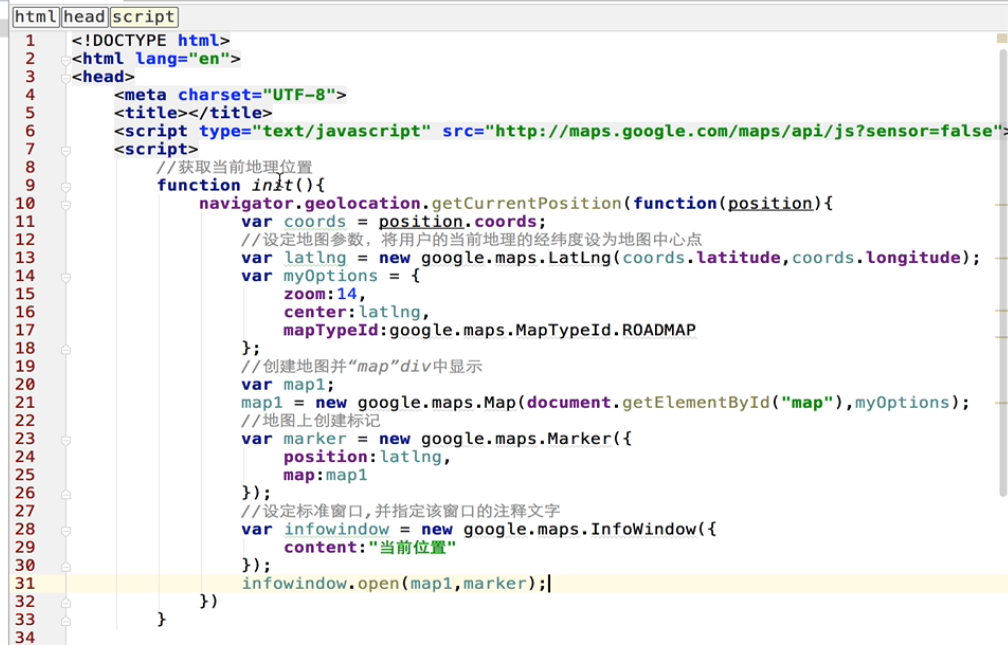 html head script
1 <!DOCTYPE html>
2 <html lang="en">
3 <head>
4     <meta charset="UTF-8">
5     <title></title>
6     <script type="text/javascript" src="http://maps.google.com/maps/api/js?sensor=false">
7     <script>
8         //获取当前地理位置
9         function init(){
10             navigator.geolocation.getCurrentPosition(function(position){
11                 var coords = position.coords;
12                 //设定地图参数，将用户的当前地理的经纬度设为地图中心点
13                 var latlng = new google.maps.LatLng(coords.latitude,coords.longitude);
14                 var myOptions = {
15                     zoom:14,
16                     center:latlng,
17                     mapTypeId:google.maps.MapTypeId.ROADMAP
18                 };
19                 //创建地图并“map”div中显示
20                 var map1;
21                 map1 = new google.maps.Map(document.getElementById("map"),myOptions);
22                 //地图上创建标记
23                 var marker = new google.maps.Marker({
24                     position:latlng,
25                     map:map1
26                 });
27                 //设定标准窗口,并指定该窗口的注释文字
28                 var infowindow = new google.maps.InfoWindow({
29                     content:"当前位置"
30                 });
31                 infowindow.open(map1,marker);
32             })
33         }
34